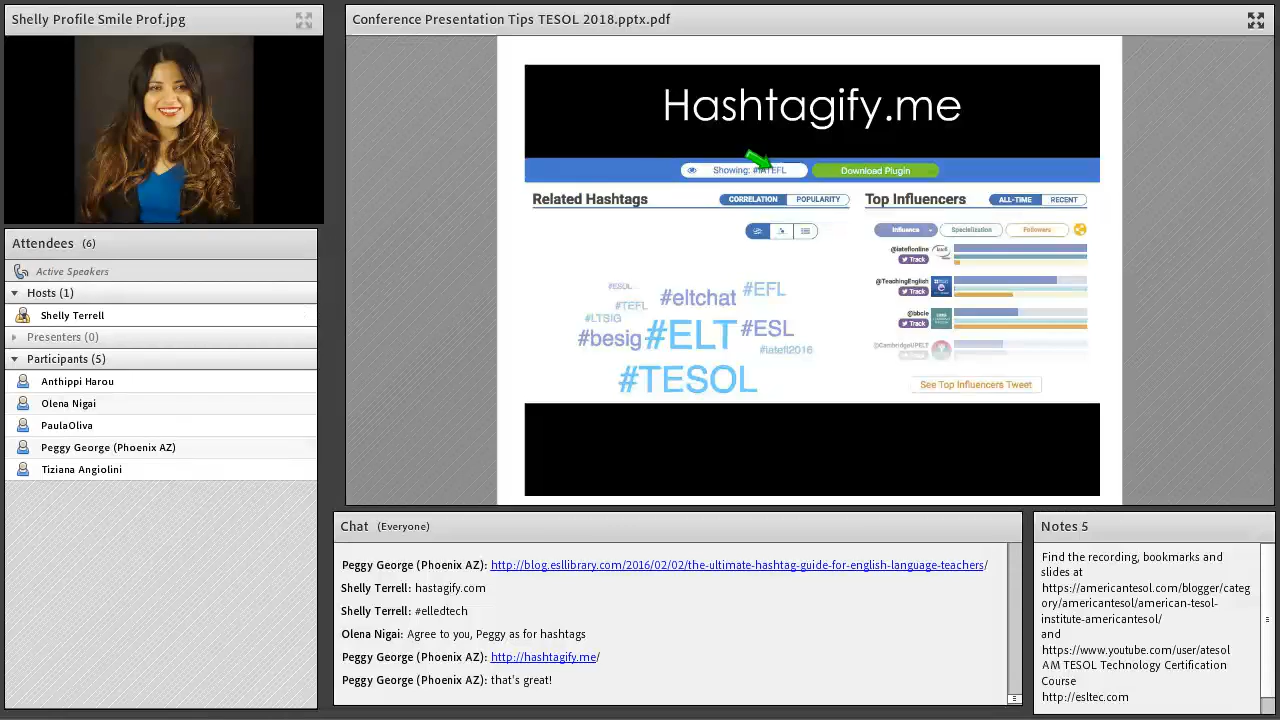 Shelly Profile Smile Prof.jpg
Attendees (6)
Active Speakers
Hosts (1)
Shelly Terrell
Presenters (0)
Participants (5)
Anthippi Harou
Olena Nigai
PaulaOliva
Peggy George (Phoenix AZ)
Tiziana Angiolini
Conference Presentation Tips TESOL 2018.pptx.pdf
Hashtagify.me
Showing: #IATEFL
Download Plugin
Related Hashtags
CORRELATION
POPULARITY
Top Influencers
ALL-TIME
RECENT
Influence
Specialization
Followers
@iateflonline
Track
@TeachingEnglish
Track
@bbcle
Track
@CambridgeUPELT
Track
#ESOL
#TEFL
#eltchat
#EFL
#LTSIG
#besig
#ELT
#ESL
#iatefl2016
#TESOL
See Top Influencers Tweet
Chat (Everyone)
Peggy George (Phoenix AZ): http://blog.esllibrary.com/2016/02/02/the-ultimate-hashtag-guide-for-english-language-teachers/
Shelly Terrell: hastagify.com
Shelly Terrell: #elledtech
Olena Nigai: Agree to you, Peggy as for hashtags
Peggy George (Phoenix AZ): http://hashtagify.me/
Peggy George (Phoenix AZ): that's great!
Notes 5
Find the recording, bookmarks and
slides at
https://americantesol.com/blogger/categ
ory/americantesol/american-tesol-
institute-americantesol/
and
https://www.youtube.com/user/atesol
AM TESOL Technology Certification
Course
http://esltec.com